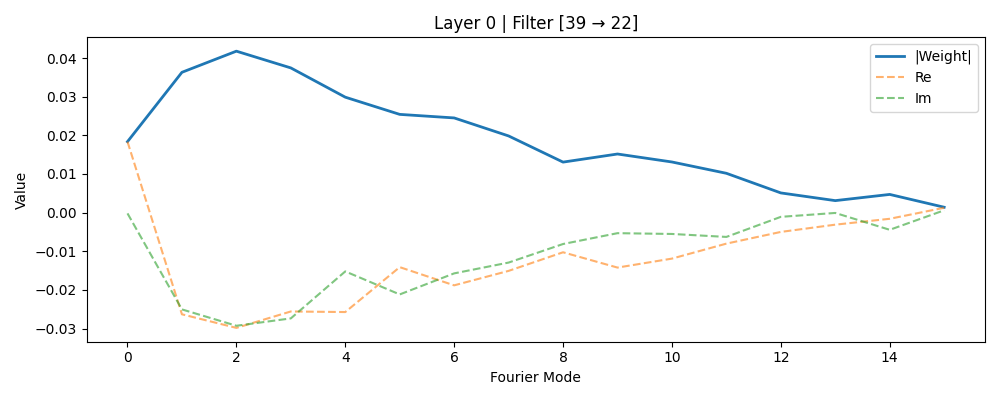 Layer 0 | Filter [39 → 22]
|Weight|
Re
Im
0.04
0.03
0.02
0.01
0.00
−0.01
−0.02
−0.03
Value
0 2 4 6 8 10 12 14
Fourier Mode